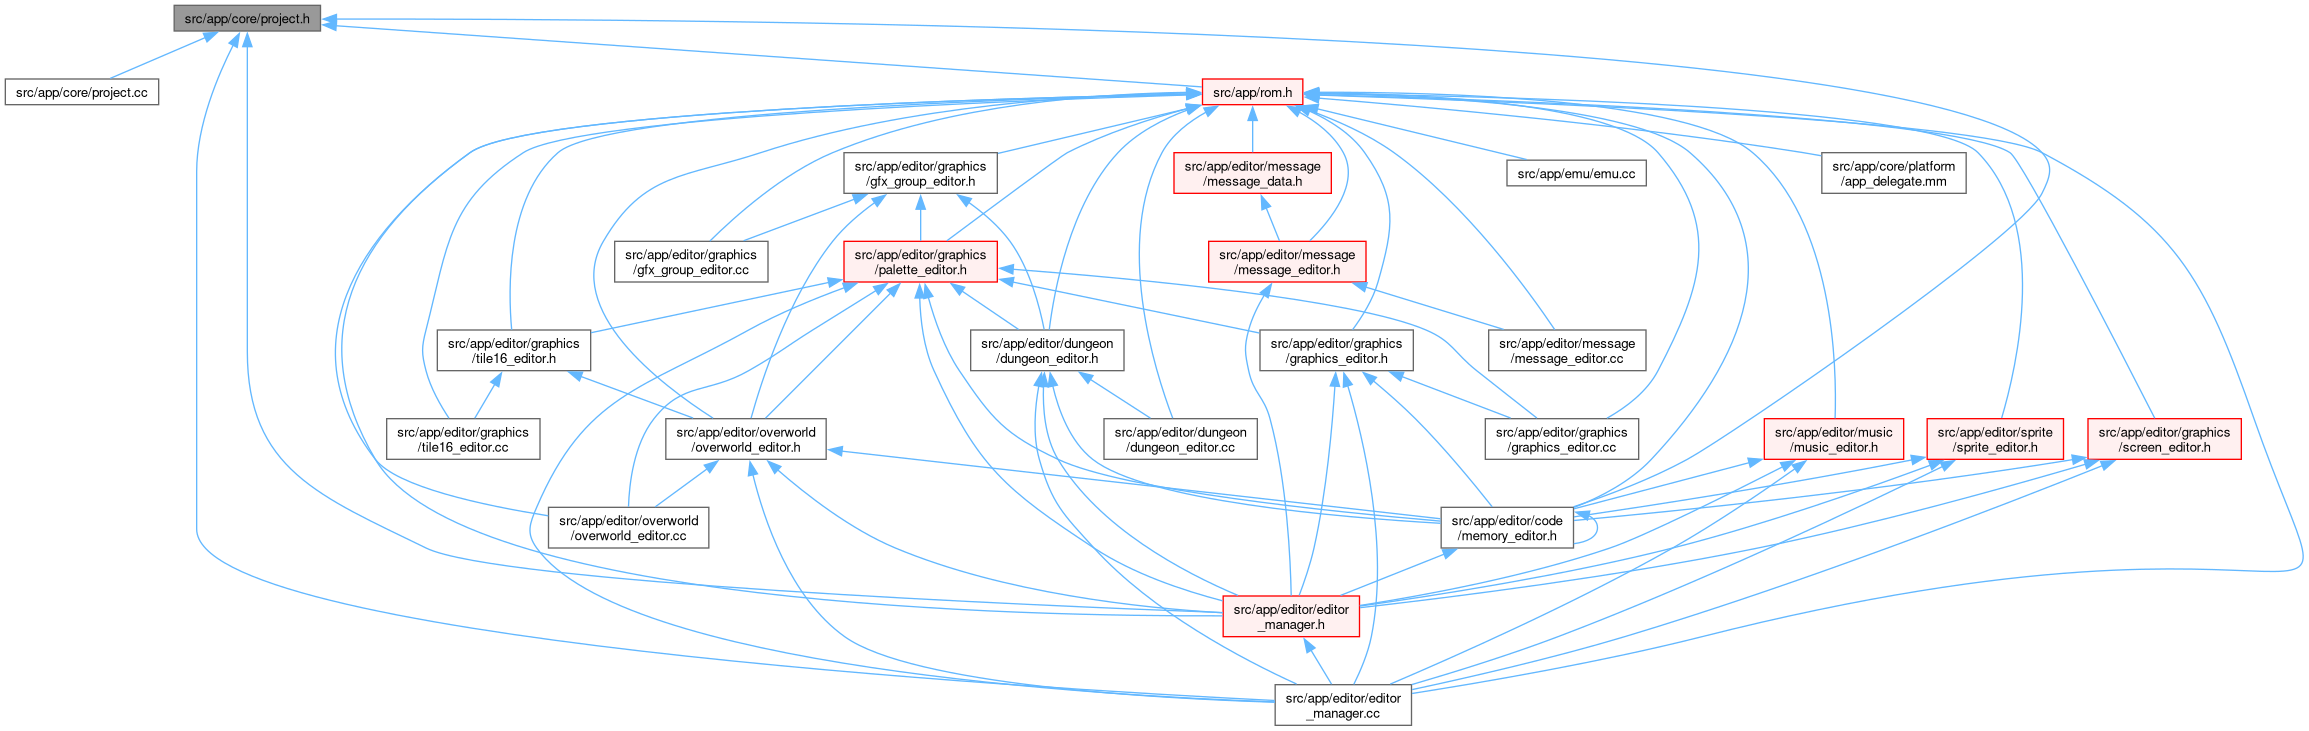 src/app/core/project.h
src/app/core/project.cc
src/app/rom.h
src/app/editor/graphics
/gfx_group_editor.h
src/app/editor/message
/message_data.h
src/app/emu/emu.cc
src/app/core/platform
/app_delegate.mm
src/app/editor/graphics
/gfx_group_editor.cc
src/app/editor/graphics
/palette_editor.h
src/app/editor/message
/message_editor.h
src/app/editor/graphics
/tile16_editor.h
src/app/editor/dungeon
/dungeon_editor.h
src/app/editor/graphics
/graphics_editor.h
src/app/editor/message
/message_editor.cc
src/app/editor/graphics
/tile16_editor.cc
src/app/editor/overworld
/overworld_editor.h
src/app/editor/dungeon
/dungeon_editor.cc
src/app/editor/graphics
/graphics_editor.cc
src/app/editor/music
/music_editor.h
src/app/editor/sprite
/sprite_editor.h
src/app/editor/graphics
/screen_editor.h
src/app/editor/overworld
/overworld_editor.cc
src/app/editor/code
/memory_editor.h
src/app/editor/editor
_manager.h
src/app/editor/editor
_manager.cc